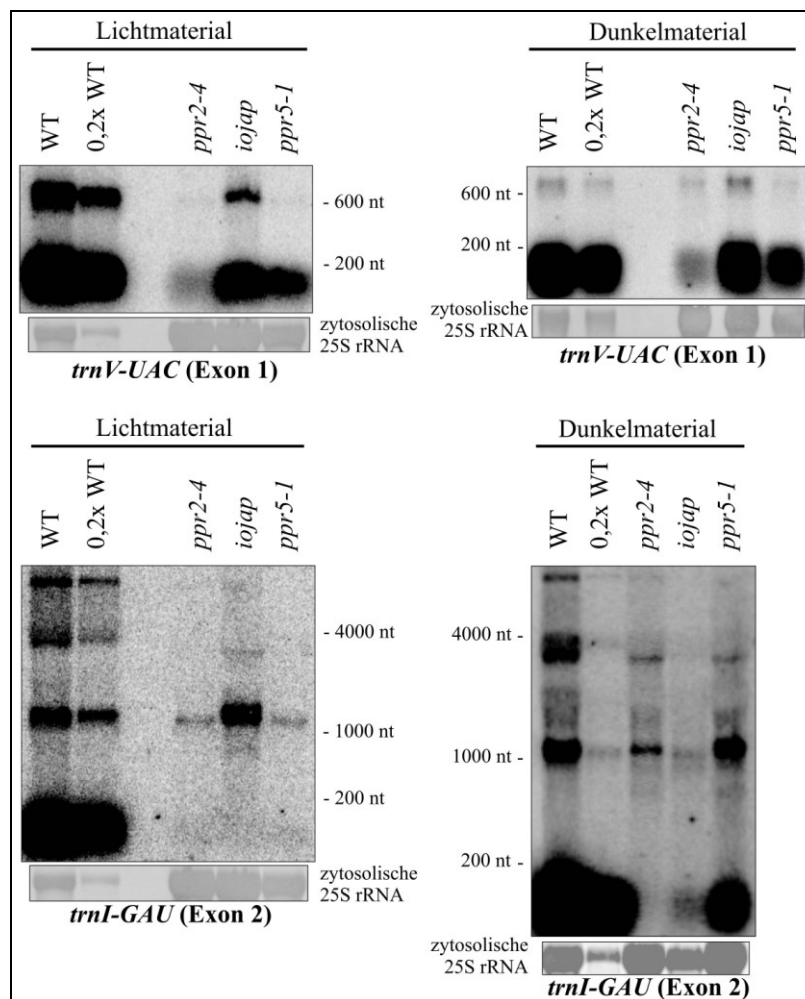 Lichtmaterial
WT
0,2x WT
ppr2-4
iojap
ppr5-1
- 600 nt
- 200 nt
zytosolische
25S rRNA
trnV-UAC (Exon 1)
Dunkelmaterial
WT
0,2x WT
ppr2-4
iojap
ppr5-1
600 nt -
200 nt -
zytosolische
25S rRNA
trnV-UAC (Exon 1)
Lichtmaterial
WT
0,2x WT
ppr2-4
iojap
ppr5-1
- 4000 nt
- 1000 nt
- 200 nt
zytosolische
25S rRNA
trnI-GAU (Exon 2)
Dunkelmaterial
WT
0,2x WT
ppr2-4
iojap
ppr5-1
4000 nt -
1000 nt -
200 nt -
zytosolische
25S rRNA
trnI-GAU (Exon 2)